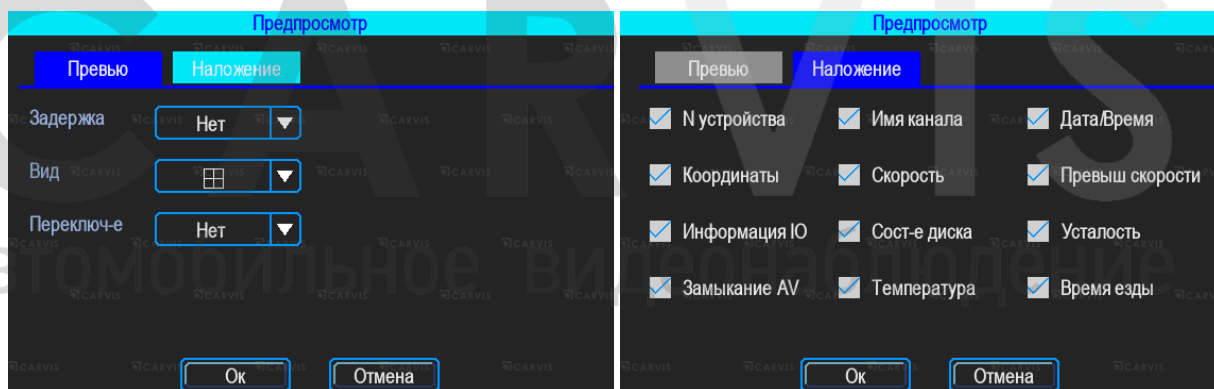 Предпросмотр
Превью Наложение
Задержка Нет
Вид
Переключ-е Нет
Ок Отмена
Предпросмотр
Превью Наложение
N устройства Имя канала Дата/Время
Координаты Скорость Превыш скорости
Информация IO Сост-е диска Усталость
Замыкание AV Температура Время езды
Ок Отмена
CARVIS
автомобильное видеонаблюдение